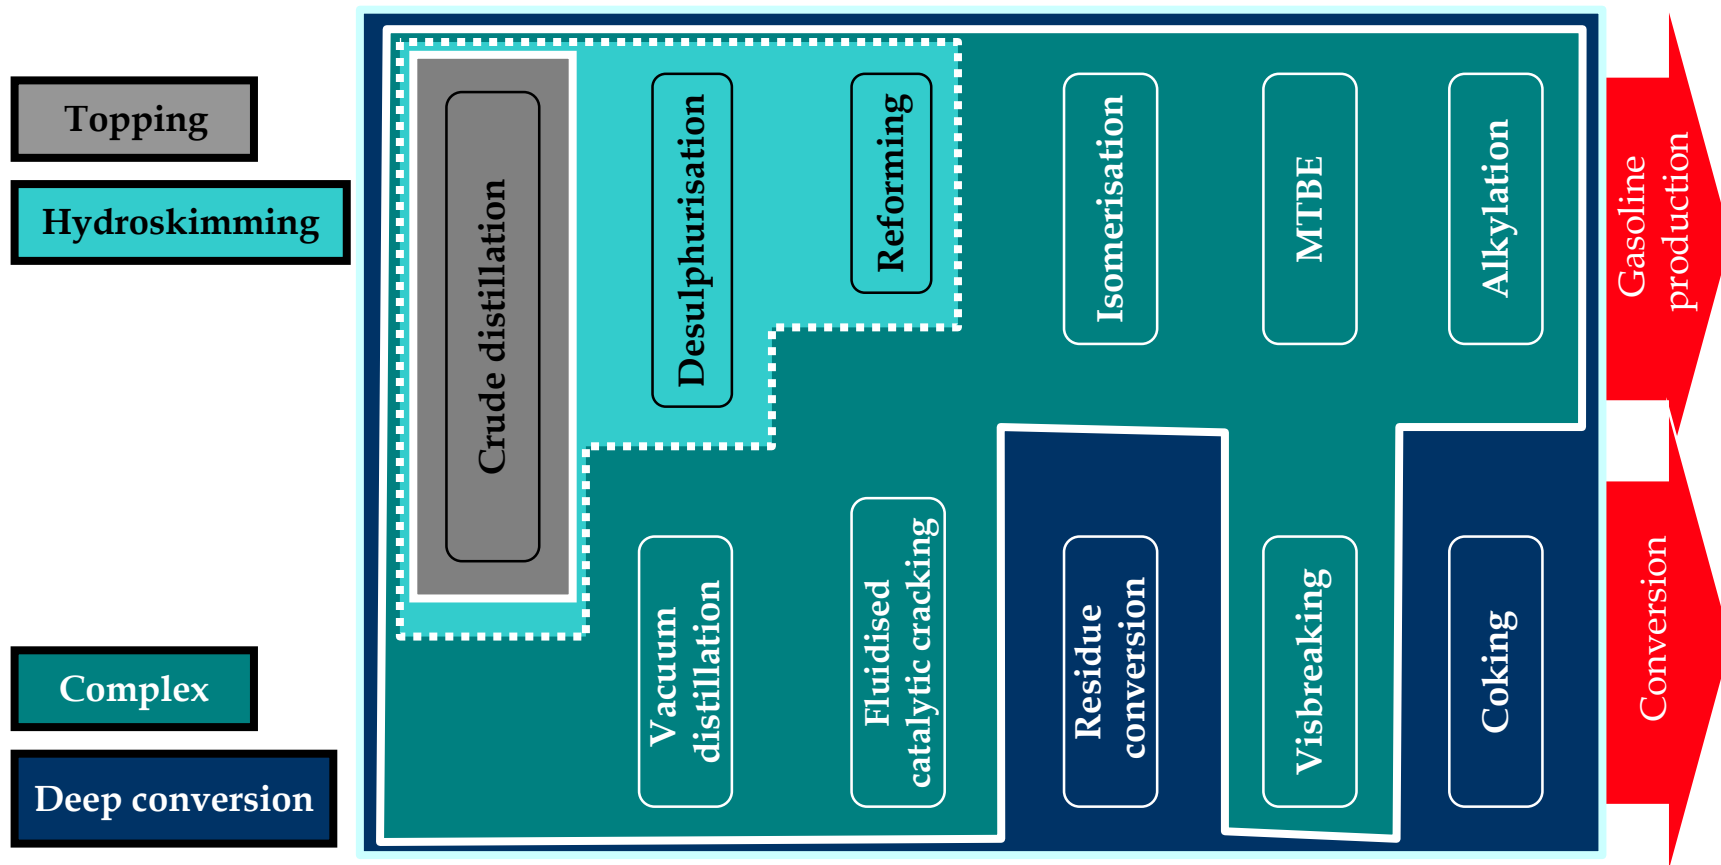 Topping
Hydroskimming
Complex
Deep conversion
Crude distillation
Desulphurisation
Reforming
Isomerisation
MTBE
Alkylation
Gasoline
production
Vacuum
distillation
Fluidised
catalytic cracking
Residue
conversion
Visbreaking
Coking
Conversion